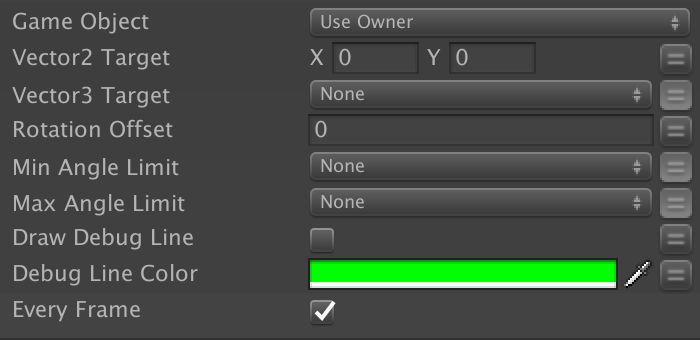 Game Object Use Owner
Vector2 Target X 0 Y 0
Vector3 Target None
Rotation Offset 0
Min Angle Limit None
Max Angle Limit None
Draw Debug Line
Debug Line Color
Every Frame